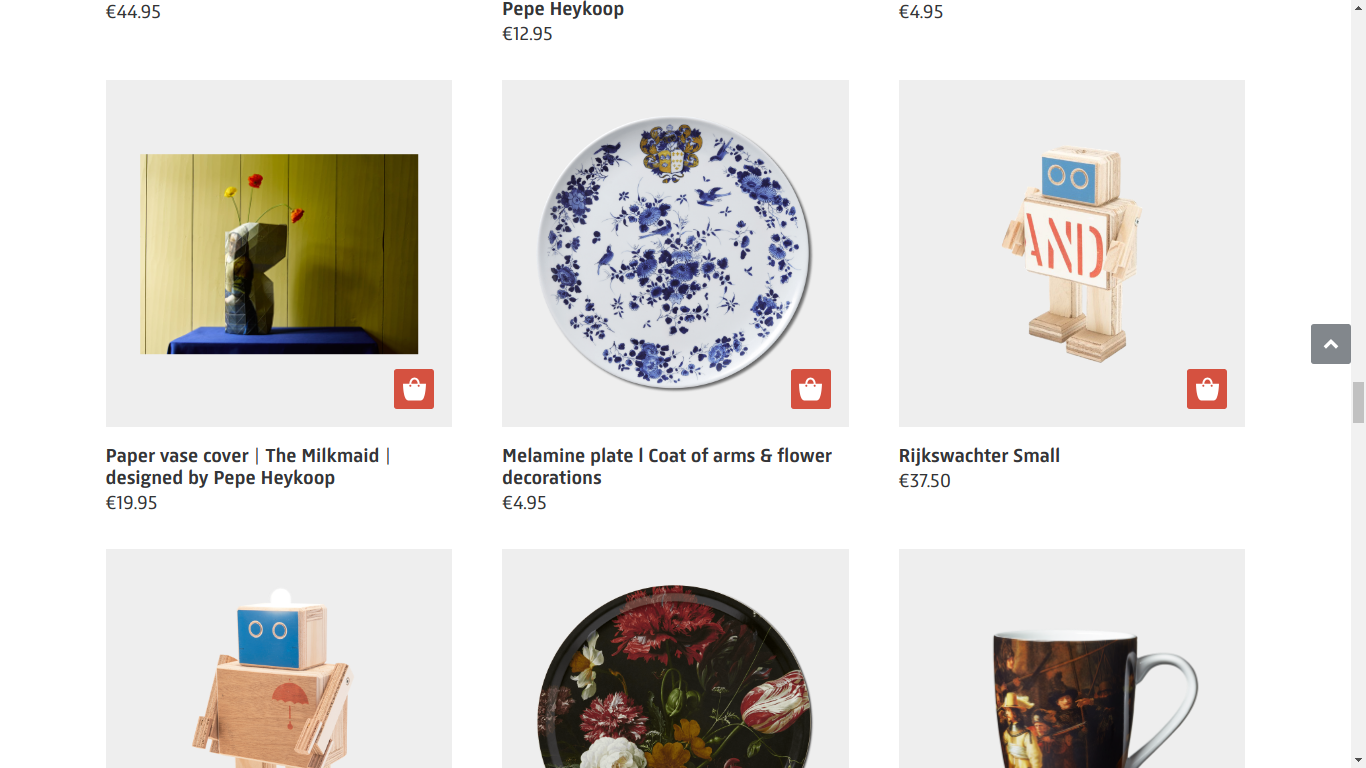 €44.95
Pepe Heykoop
€12.95
€4.95
AND
Paper vase cover | The Milkmaid |
designed by Pepe Heykoop
€19.95
Melamine plate l Coat of arms & flower
decorations
€4.95
Rijkswachter Small
€37.50